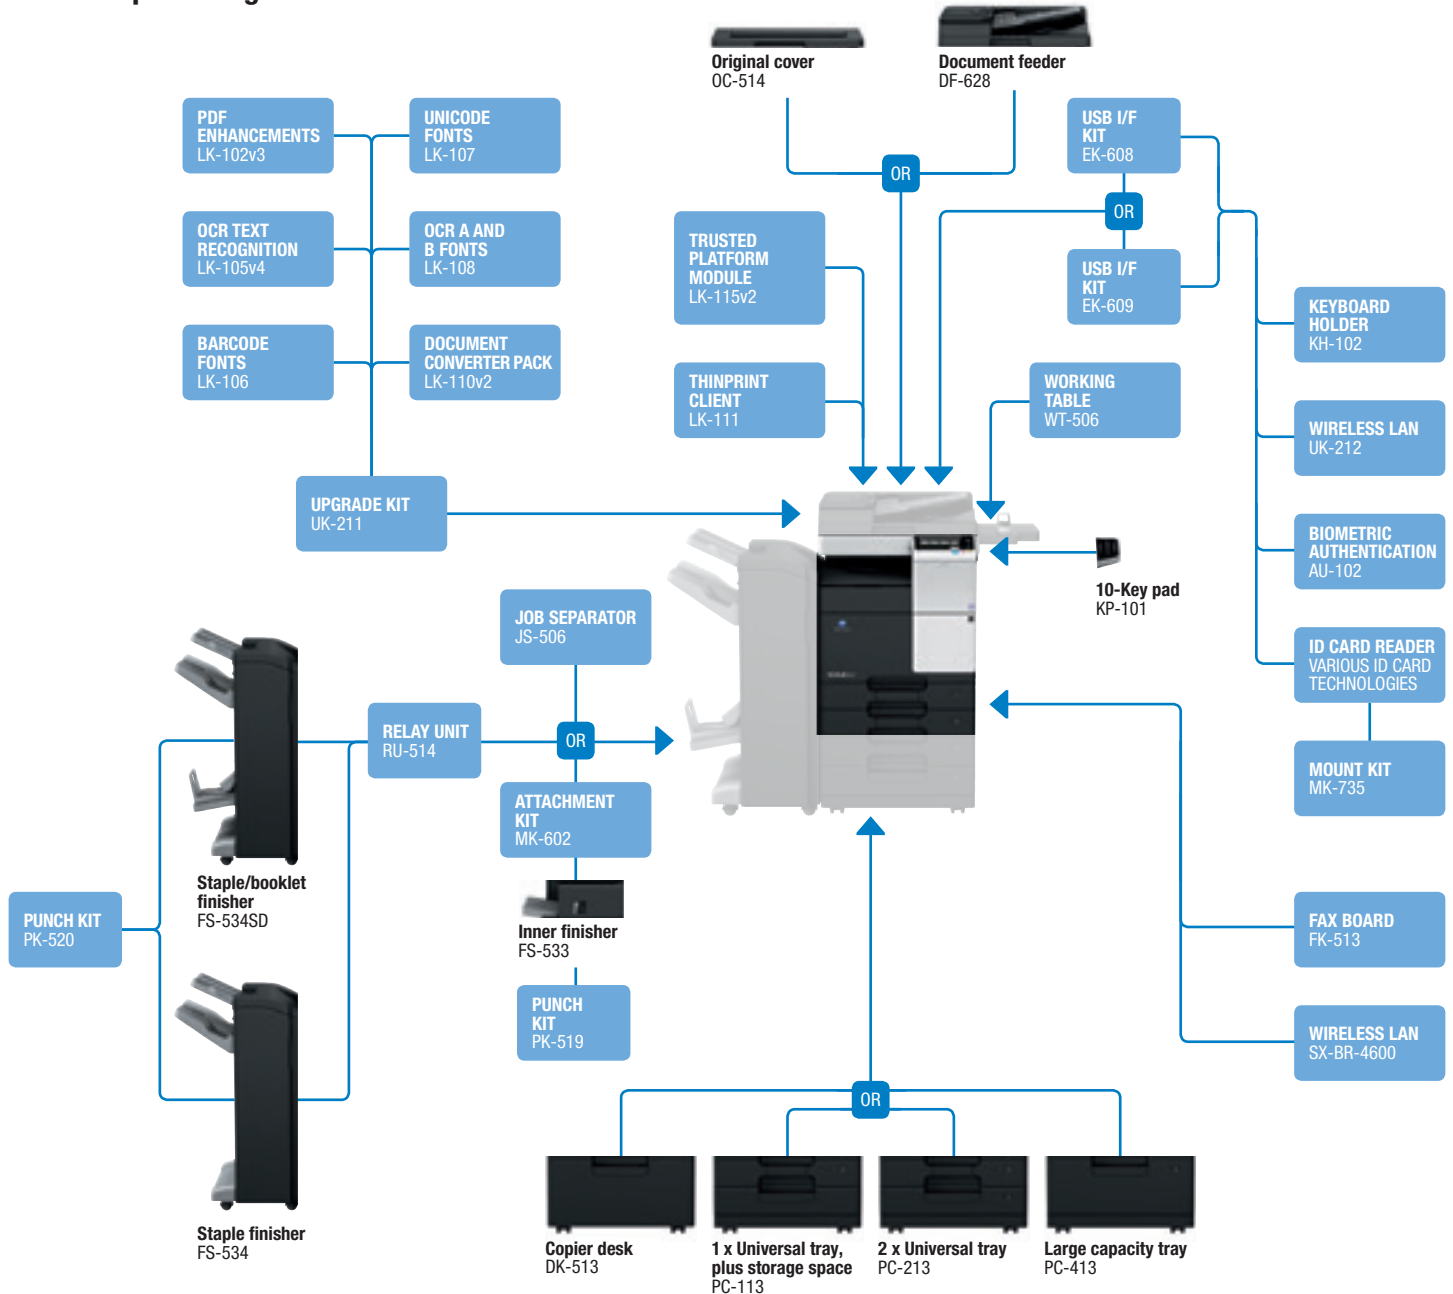 Original cover
OC-514
Document feeder
DF-628
PDF
ENHANCEMENTS
LK-102v3
UNICODE
FONTS
LK-107
USB I/F
KIT
EK-608
OR
OR
OCR TEXT
RECOGNITION
LK-105v4
OCR A AND
B FONTS
LK-108
TRUSTED
PLATFORM
MODULE
LK-115v2
USB I/F
KIT
EK-609
KEYBOARD
HOLDER
KH-102
BARCODE
FONTS
LK-106
DOCUMENT
CONVERTER PACK
LK-110v2
THINPRINT
CLIENT
LK-111
WORKING
TABLE
WT-506
WIRELESS LAN
UK-212
UPGRADE KIT
UK-211
BIOMETRIC
AUTHENTICATION
AU-102
10-Key pad
KP-101
JOB SEPARATOR
JS-506
ID CARD READER
VARIOUS ID CARD
TECHNOLOGIES
RELAY UNIT
RU-514
OR
MOUNT KIT
MK-735
ATTACHMENT
KIT
MK-602
Staple/booklet
finisher
FS-534SD
PUNCH KIT
PK-520
Inner finisher
FS-533
FAX BOARD
FK-513
PUNCH
KIT
PK-519
WIRELESS LAN
SX-BR-4600
OR
Staple finisher
FS-534
Copier desk
DK-513
1 x Universal tray,
plus storage space
PC-113
2 x Universal tray
PC-213
Large capacity tray
PC-413